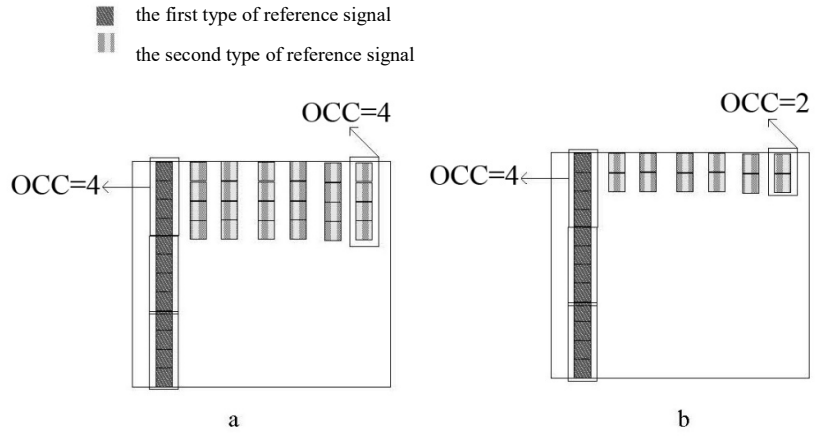 the first type of reference signal
the second type of reference signal
OCC=4
OCC=4
a
OCC=2
OCC=4
b